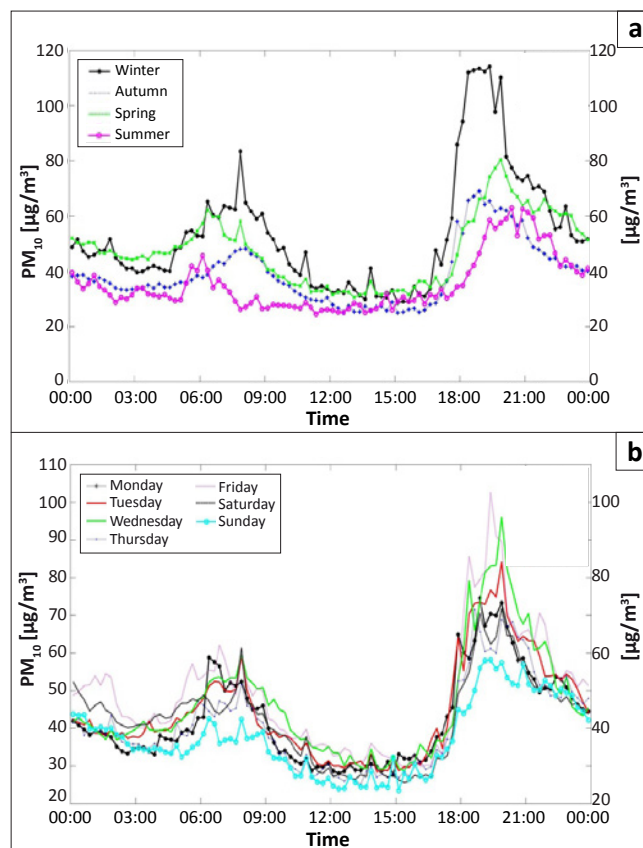 a
120 120
100 100
80 80
60 60
40 40
20 20
0 0
PM10 [µg/m³]
[µg/m³]
Winter
Autumn
Spring
Summer
00:00 03:00 06:00 09:00 12:00 15:00 18:00 21:00 00:00
Time
b
110
100 100
90
80 80
70
60 60
50
40 40
30
20 20
PM10 [µg/m³]
[µg/m³]
Monday Friday
Tuesday Saturday
Wednesday Sunday
Thursday
00:00 03:00 06:00 09:00 12:00 15:00 18:00 21:00 00:00
Time